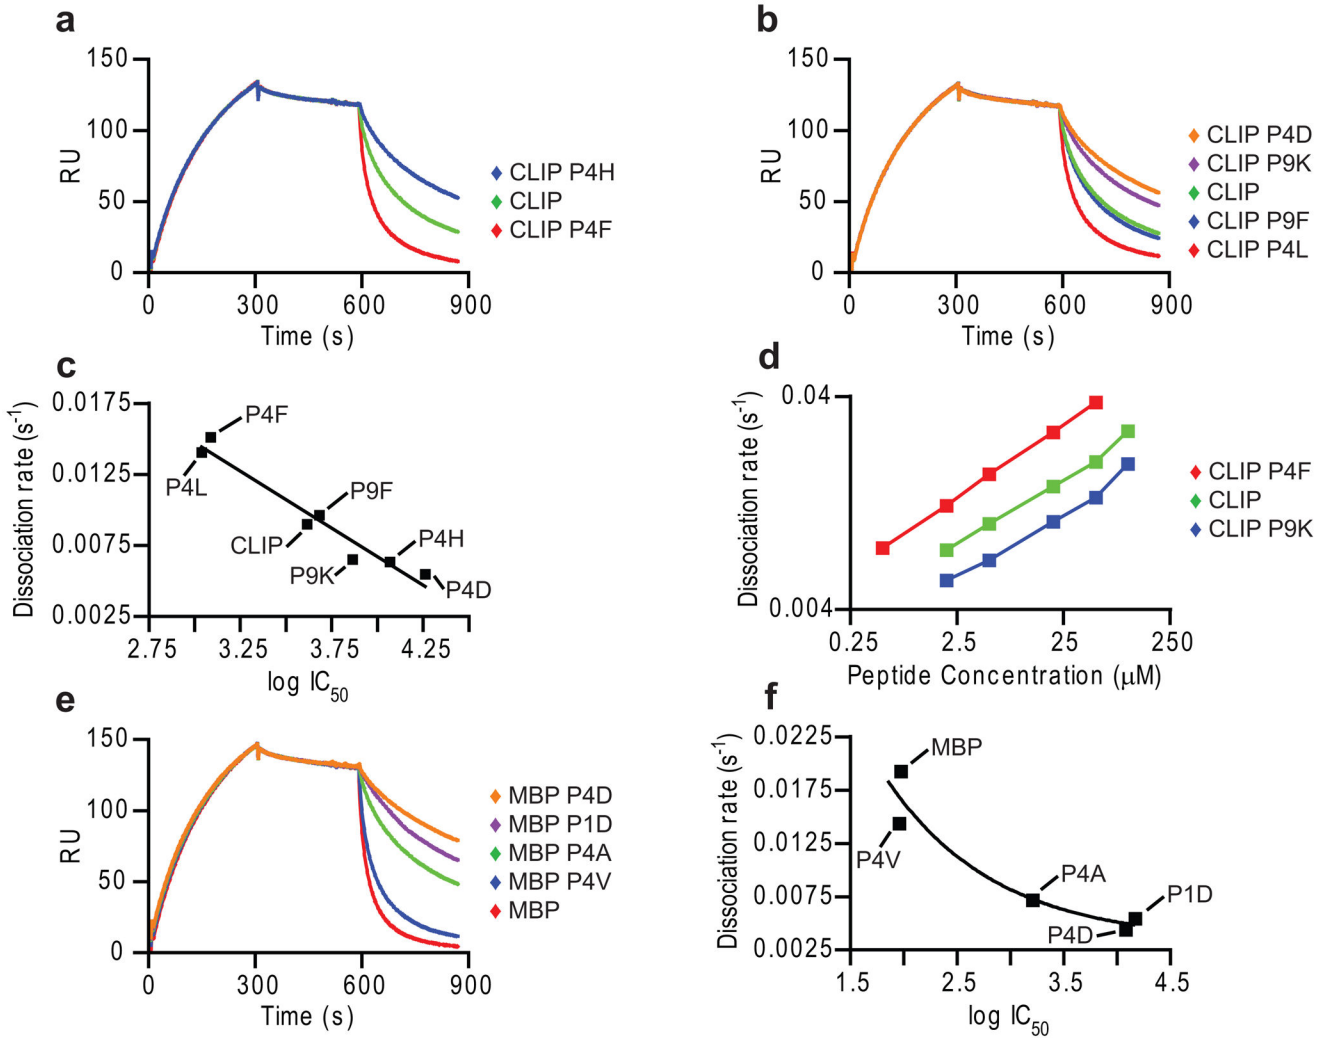 a
150
100
50
0
RU
0 300 600 900
Time (s)
CLIP P4H
CLIP
CLIP P4F
b
150
100
50
0
RU
0 300 600 900
Time (s)
CLIP P4D
CLIP P9K
CLIP
CLIP P9F
CLIP P4L
c
0.0175
0.0125
0.0075
0.0025
Dissociation rate (s⁻¹)
P4F
P4L
P9F
CLIP
P4H
P9K
P4D
2.75 3.25 3.75 4.25
log IC₅₀
d
0.04
0.004
Dissociation rate (s⁻¹)
0.25 2.5 25 250
Peptide Concentration (μM)
CLIP P4F
CLIP
CLIP P9K
e
150
100
50
0
RU
0 300 600 900
Time (s)
MBP P4D
MBP P1D
MBP P4A
MBP P4V
MBP
f
0.0225
0.0175
0.0125
0.0075
0.0025
Dissociation rate (s⁻¹)
MBP
P4V
P4A
P1D
P4D
1.5 2.5 3.5 4.5
log IC₅₀